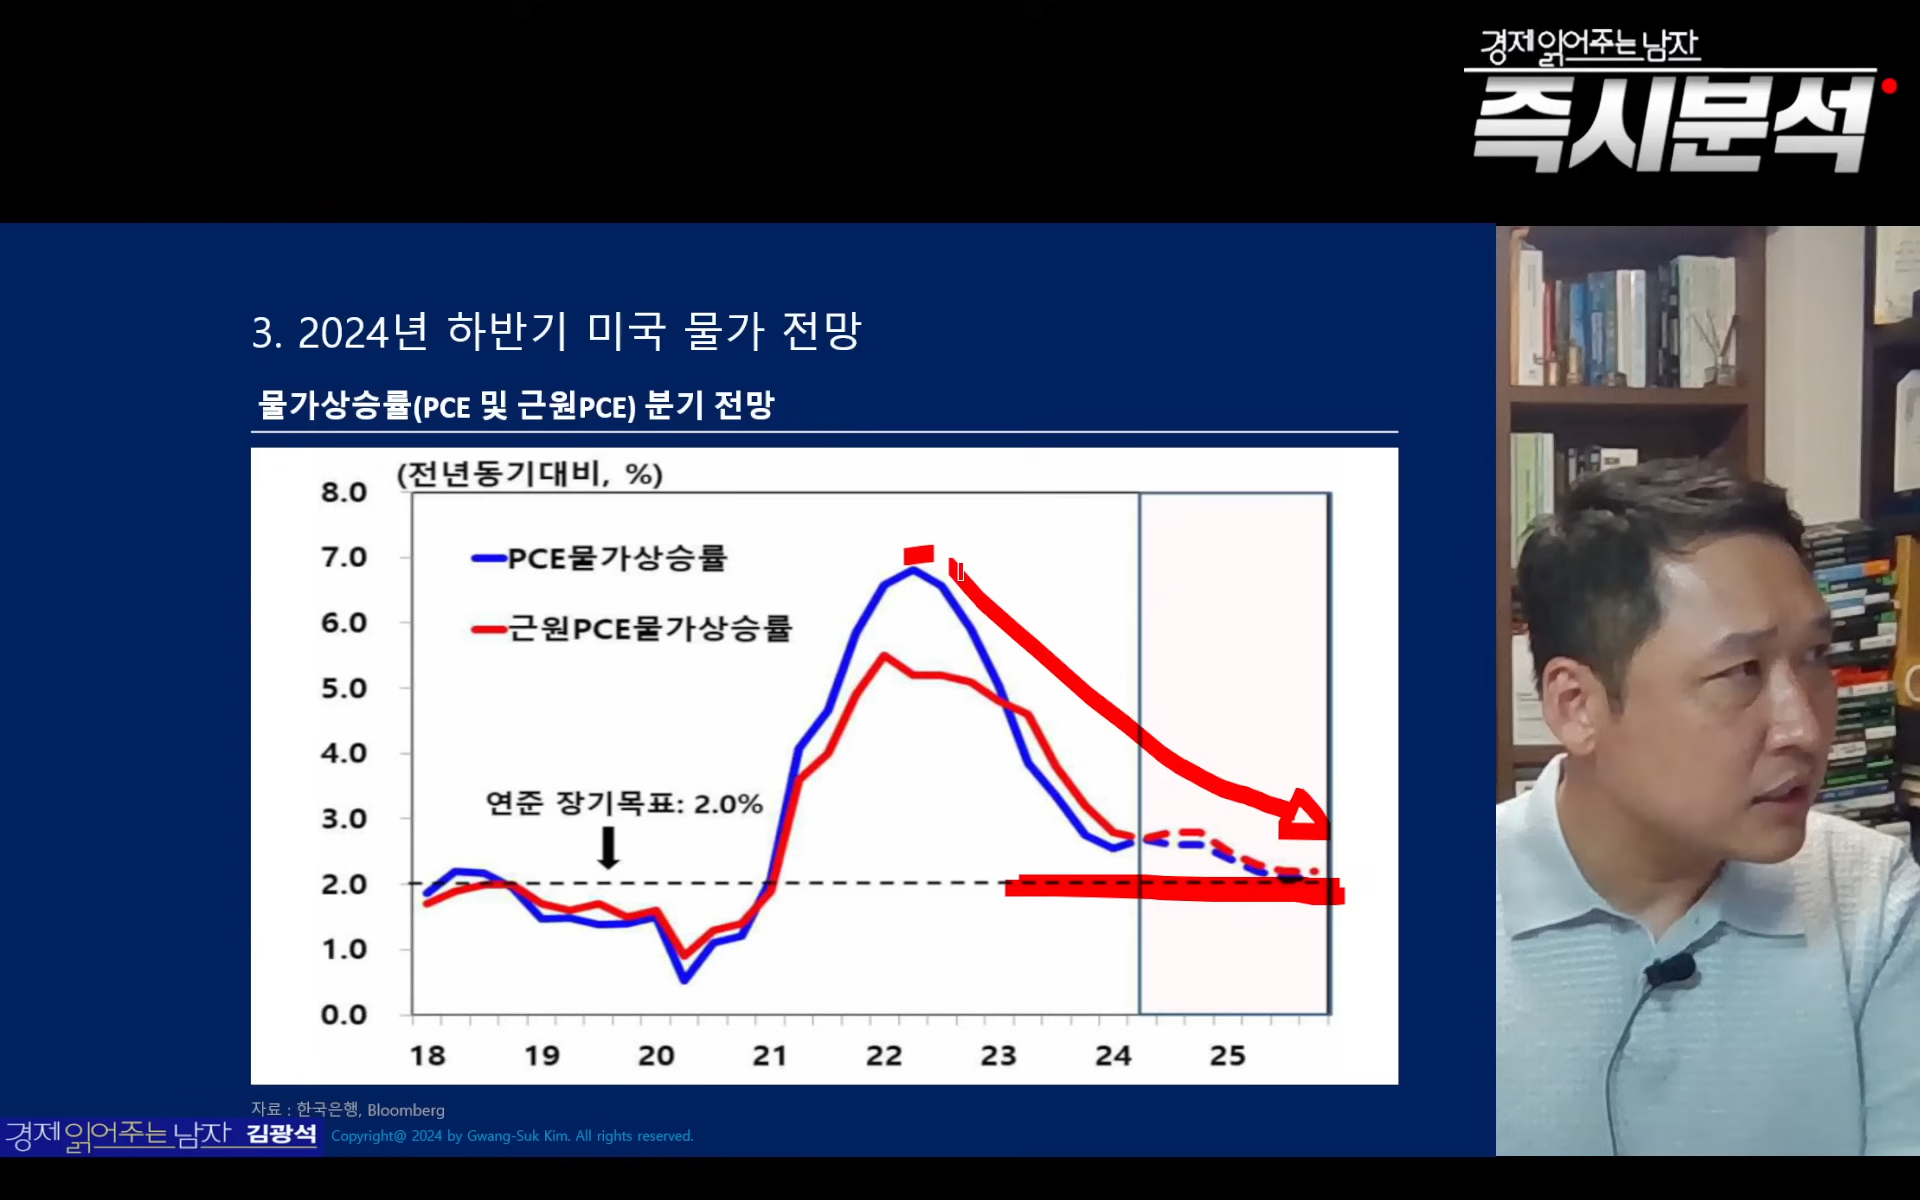 경제 읽어주는 남자
즉시분석
3. 2024년 하반기 미국 물가 전망
물가상승률(PCE 및 근원PCE) 분기 전망
(전년동기대비, %)
8.0
7.0
6.0
5.0
4.0
3.0
2.0
1.0
0.0
PCE물가상승률
근원PCE물가상승률
연준 장기목표: 2.0%
18 19 20 21 22 23 24 25
자료 : 한국은행, Bloomberg
경제 읽어주는 남자 김광석 Copyright@ 2024 by Gwang-Suk Kim. All rights reserved.